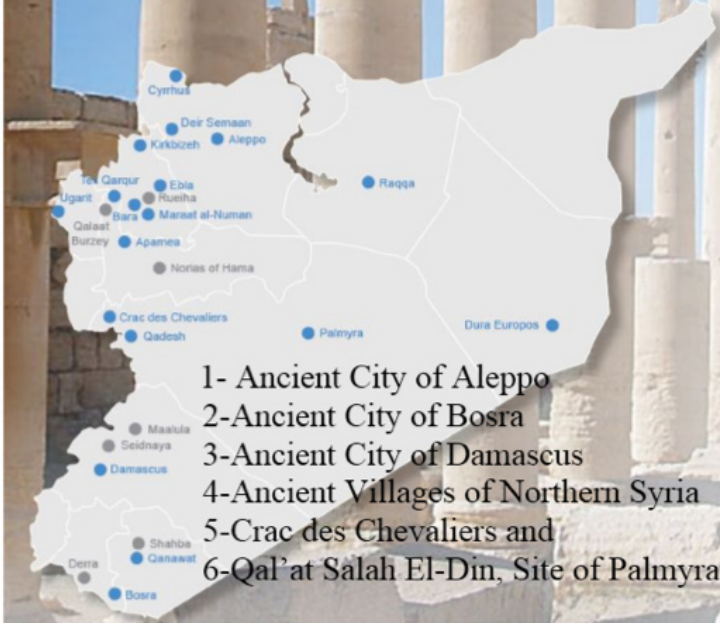 Cyrrhus
Deir Semaan
Aleppo
Kirkbizeh
Tell Qarqur
Ebla
Rueiha
Ugarit
Bara
Maraat al-Numan
Qalaat
Burzey
Apamea
Norias of Hama
Crac des Chevaliers
Qadesh
Raqqa
Palmyra
Dura Europos
1- Ancient City of Aleppo
2-Ancient City of Bosra
3-Ancient City of Damascus
4-Ancient Villages of Northern Syria
5-Crac des Chevaliers and
6-Qal’at Salah El-Din, Site of Palmyra
Maalula
Seidnaya
Damascus
Shahba
Qanawat
Derra
Bosra